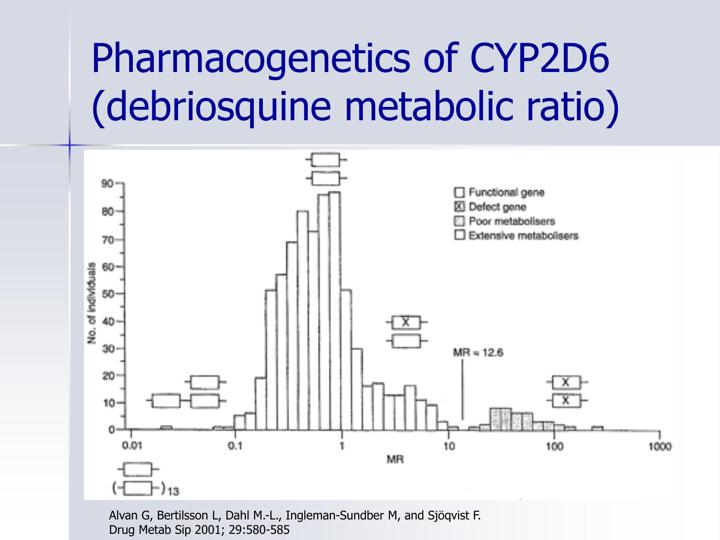 Pharmacogenetics of CYP2D6
(debriosquine metabolic ratio)
Functional gene
X Defect gene
Poor metabolisers
Extensive metabolisers
No. of individuals
90
80
70
60
50
40
30
20
10
0
X
MR = 12.6
X
X
0.01
0.1
1
10
100
1000
MR
( )13
Alvan G, Bertilsson L, Dahl M.-L., Ingleman-Sundber M, and Sjöqvist F.
Drug Metab Sip 2001; 29:580-585